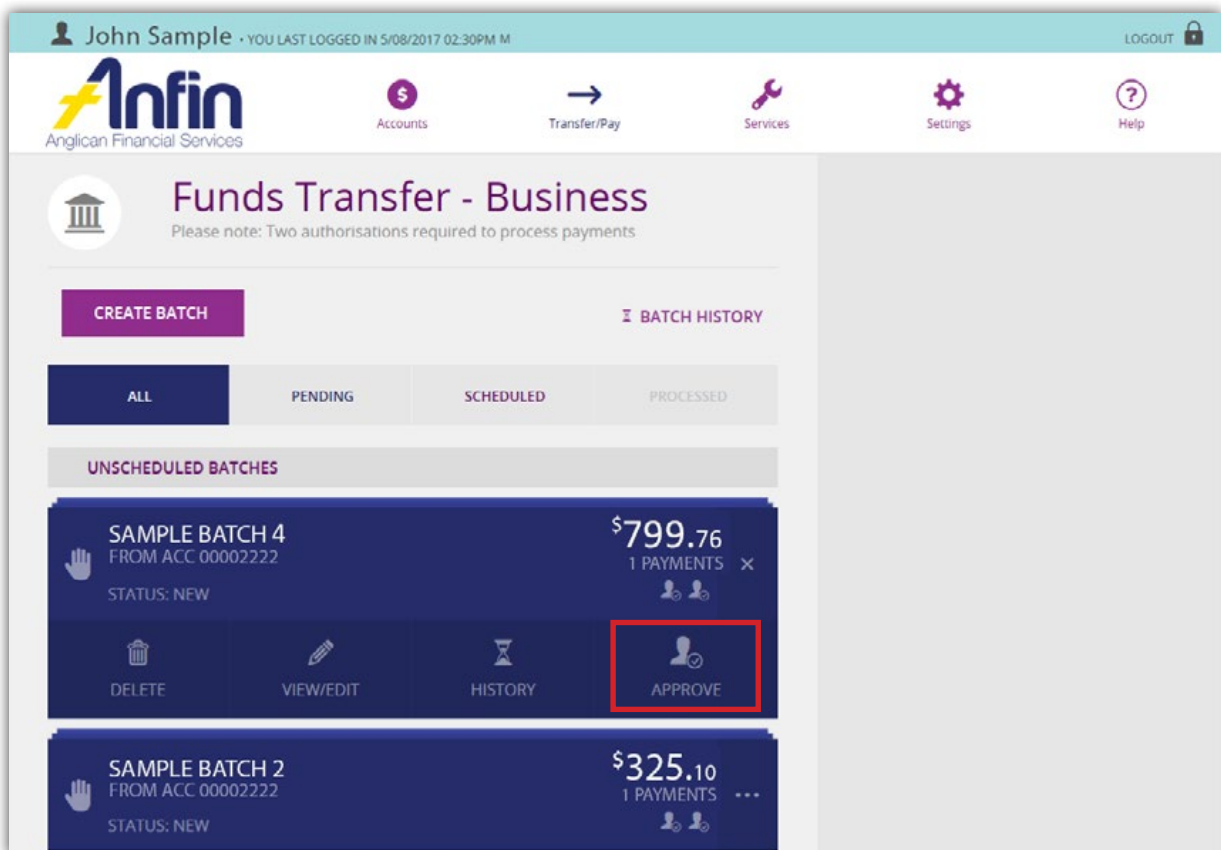 John Sample • YOU LAST LOGGED IN 5/08/2017 02:30PM M
LOGOUT
Anfin
Anglican Financial Services
$
Accounts
Transfer/Pay
Services
Settings
?
Help
Funds Transfer - Business
Please note: Two authorisations required to process payments
CREATE BATCH
BATCH HISTORY
ALL
PENDING
SCHEDULED
PROCESSED
UNSCHEDULED BATCHES
SAMPLE BATCH 4
$799.76
FROM ACC 00002222
1 PAYMENTS
STATUS: NEW
DELETE
VIEW/EDIT
HISTORY
APPROVE
SAMPLE BATCH 2
$325.10
FROM ACC 00002222
1 PAYMENTS
STATUS: NEW